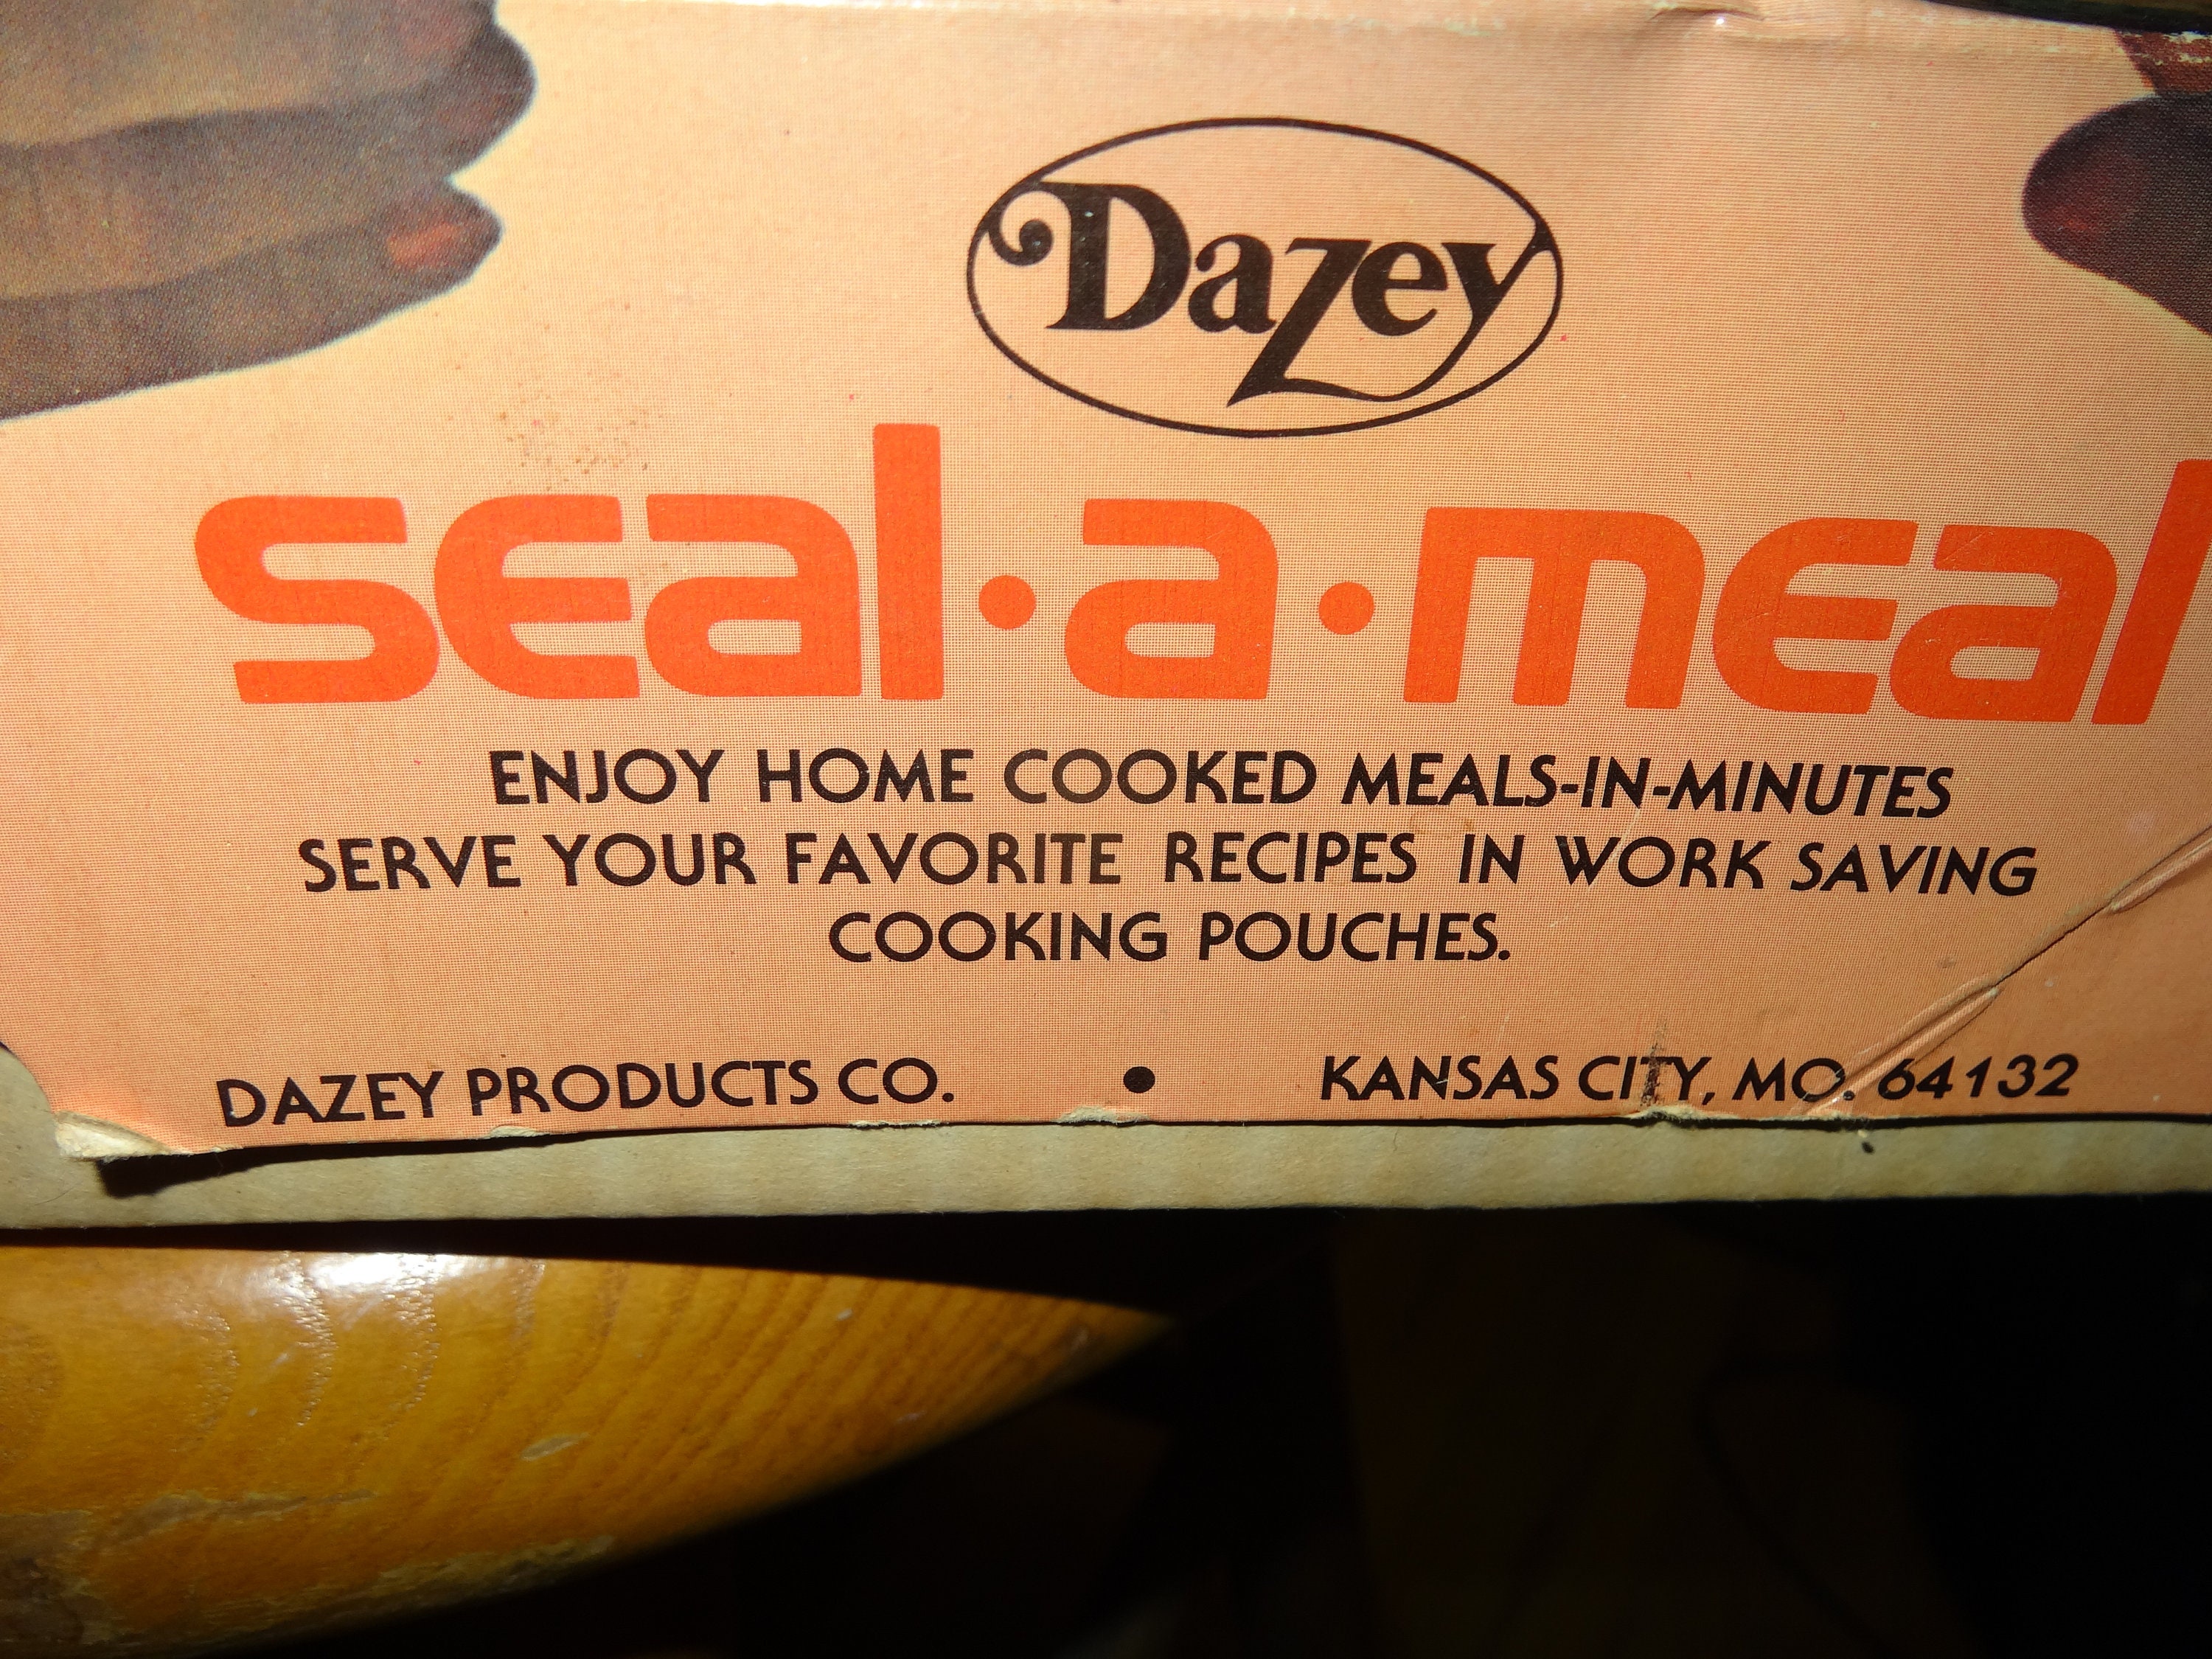 Dazey
seal·a·meal
ENJOY HOME COOKED MEALS-IN-MINUTES
SERVE YOUR FAVORITE RECIPES IN WORK SAVING
COOKING POUCHES.
DAZEY PRODUCTS CO. • KANSAS CITY, MO. 64132